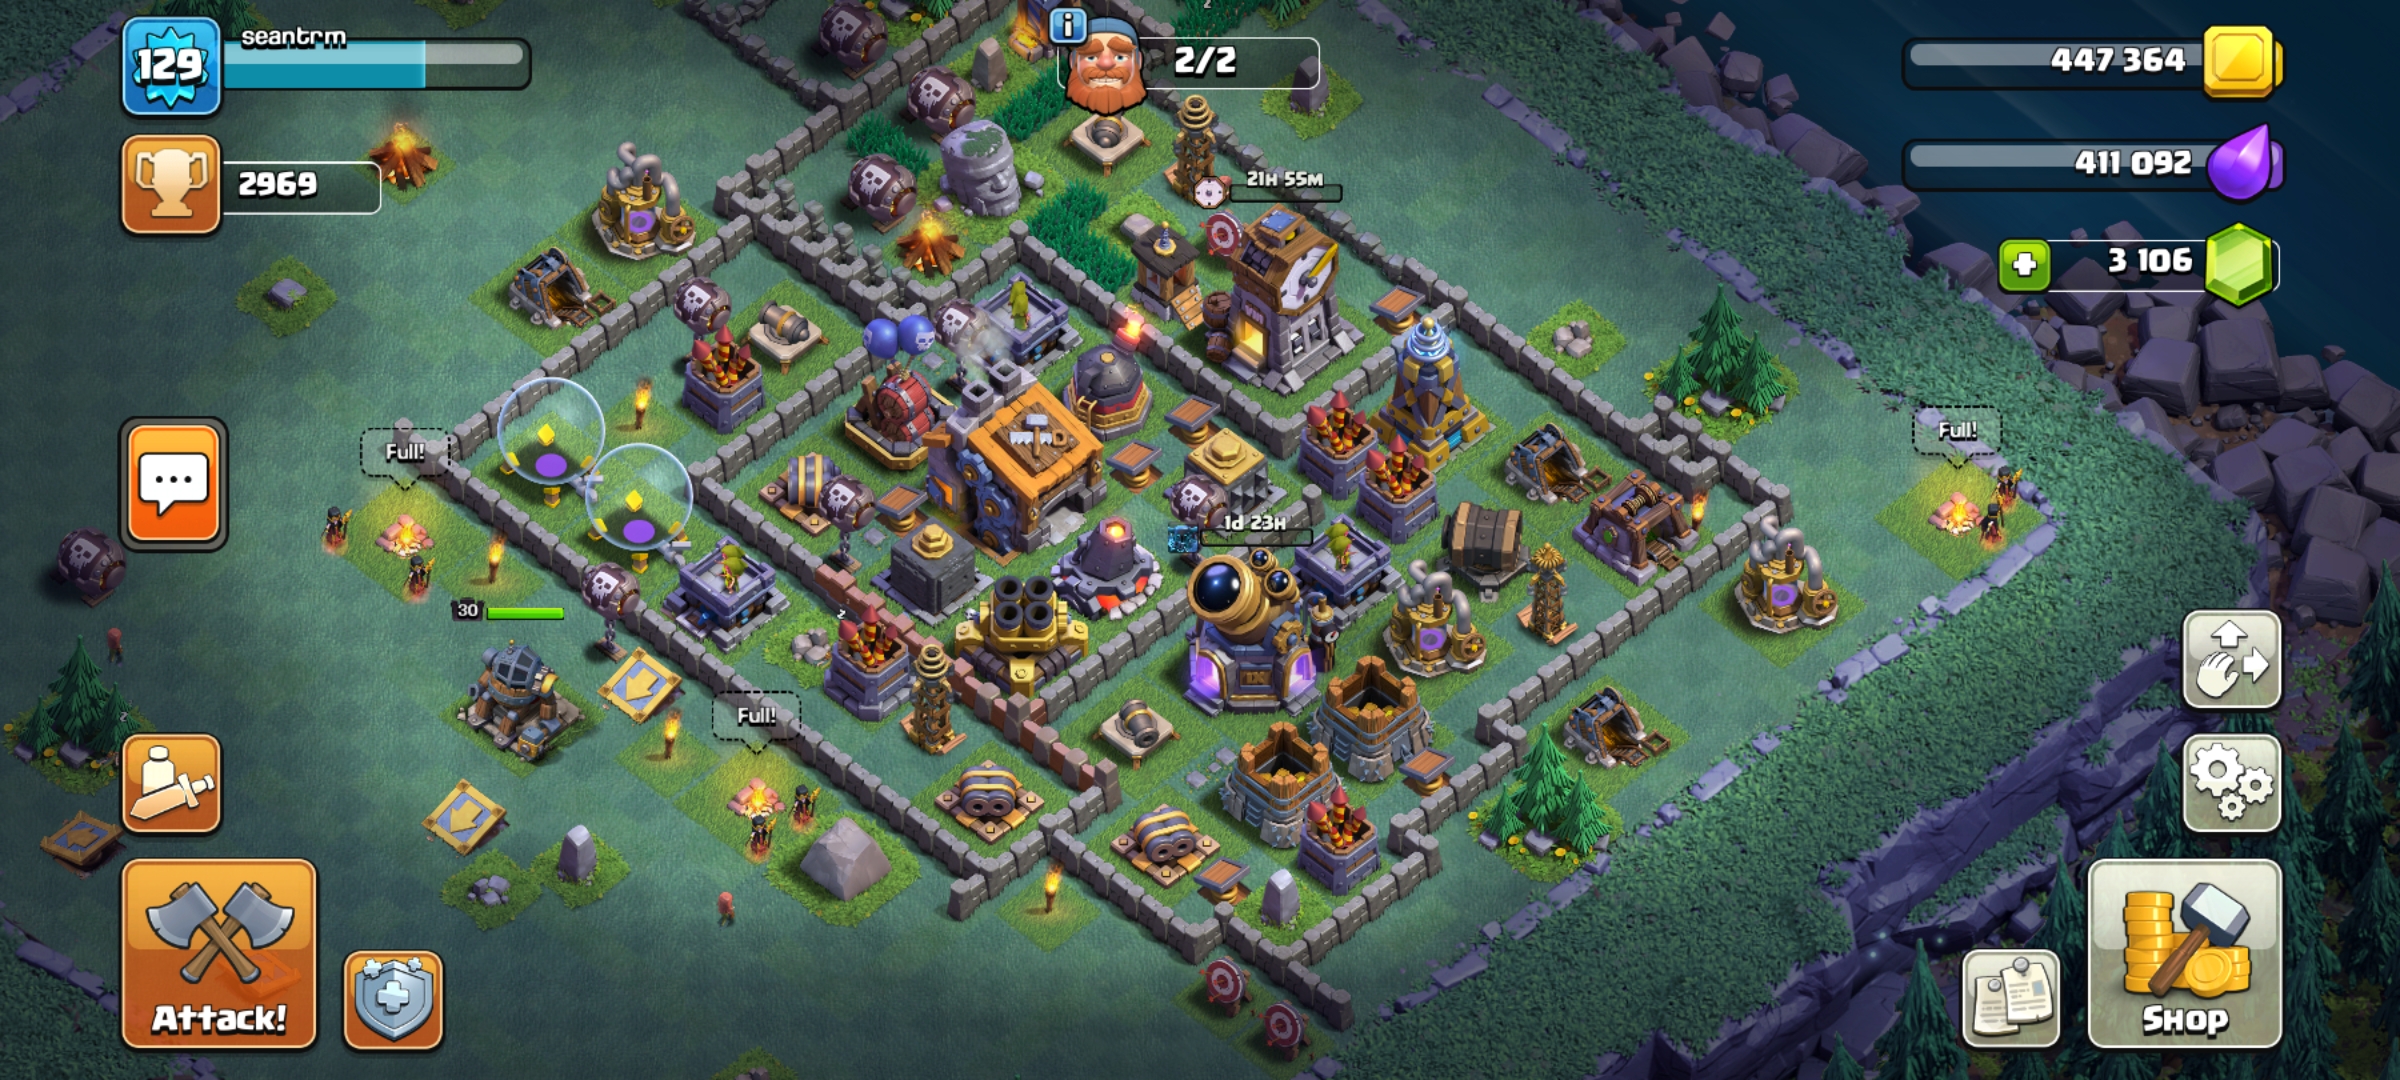 129
seantrm
2/2
447 364
2969
411 092
21H 55M
3 106
Full!
Full!
1d 23H
30
Full!
Attack!
Shop